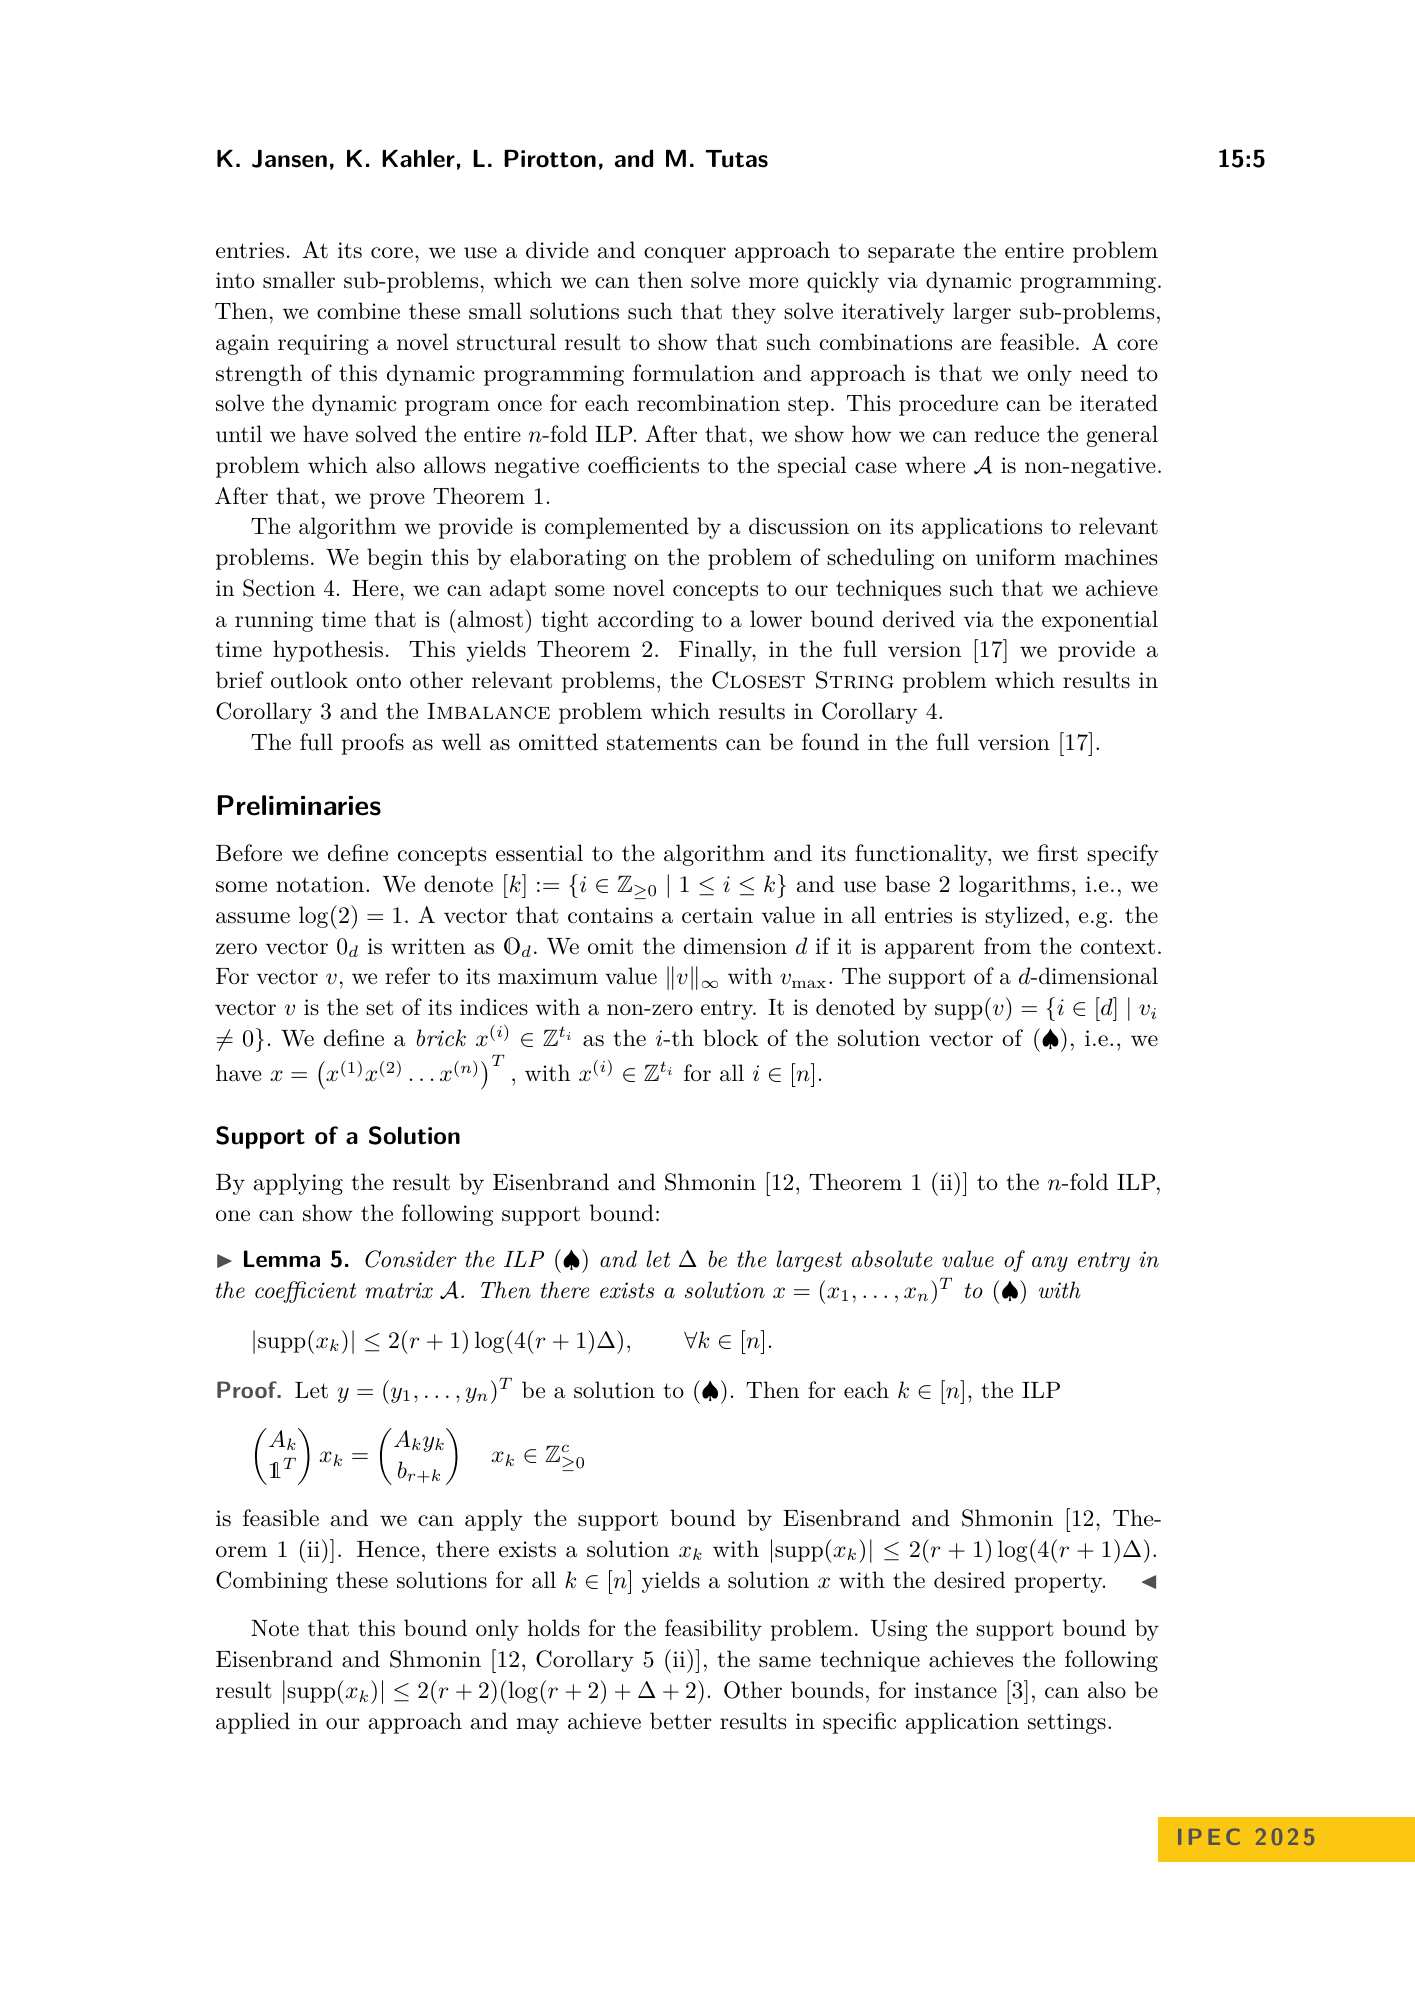 K. Jansen, K. Kahler, L. Pirotton, and M. Tutas 15:5
entries. At its core, we use a divide and conquer approach to separate the entire problem
into smaller sub-problems, which we can then solve more quickly via dynamic programming.
Then, we combine these small solutions such that they solve iteratively larger sub-problems,
again requiring a novel structural result to show that such combinations are feasible. A core
strength of this dynamic programming formulation and approach is that we only need to
solve the dynamic program once for each recombination step. This procedure can be iterated
until we have solved the entire n-fold ILP. After that, we show how we can reduce the general
problem which also allows negative coefficients to the special case where 𝒜 is non-negative.
After that, we prove Theorem 1.
The algorithm we provide is complemented by a discussion on its applications to relevant
problems. We begin this by elaborating on the problem of scheduling on uniform machines
in Section 4. Here, we can adapt some novel concepts to our techniques such that we achieve
a running time that is (almost) tight according to a lower bound derived via the exponential
time hypothesis. This yields Theorem 2. Finally, in the full version [17] we provide a
brief outlook onto other relevant problems, the CLOSEST STRING problem which results in
Corollary 3 and the IMBALANCE problem which results in Corollary 4.
The full proofs as well as omitted statements can be found in the full version [17].
Preliminaries
Before we define concepts essential to the algorithm and its functionality, we first specify
some notation. We denote [k] := {i ∈ ℤ≥0 | 1 ≤ i ≤ k} and use base 2 logarithms, i.e., we
assume log(2) = 1. A vector that contains a certain value in all entries is stylized, e.g. the
zero vector 0_d is written as 𝟘_d. We omit the dimension d if it is apparent from the context.
For vector v, we refer to its maximum value ‖v‖∞ with v_max. The support of a d-dimensional
vector v is the set of its indices with a non-zero entry. It is denoted by supp(v) = {i ∈ [d] | v_i
≠ 0}. We define a brick x^(i) ∈ ℤ^{t_i} as the i-th block of the solution vector of (♠), i.e., we
have x = (x^(1)x^(2) … x^(n))^T, with x^(i) ∈ ℤ^{t_i} for all i ∈ [n].
Support of a Solution
By applying the result by Eisenbrand and Shmonin [12, Theorem 1 (ii)] to the n-fold ILP,
one can show the following support bound:
▶ Lemma 5. Consider the ILP (♠) and let Δ be the largest absolute value of any entry in
the coefficient matrix 𝒜. Then there exists a solution x = (x_1, …, x_n)^T to (♠) with
|supp(x_k)| ≤ 2(r + 1) log(4(r + 1)Δ), ∀k ∈ [n].
Proof. Let y = (y_1, …, y_n)^T be a solution to (♠). Then for each k ∈ [n], the ILP
(A_k 𝟙^T) x_k = (A_k y_k b_{r+k}) x_k ∈ ℤ^c_≥0
is feasible and we can apply the support bound by Eisenbrand and Shmonin [12, The-
orem 1 (ii)]. Hence, there exists a solution x_k with |supp(x_k)| ≤ 2(r + 1) log(4(r + 1)Δ).
Combining these solutions for all k ∈ [n] yields a solution x with the desired property. ◀
Note that this bound only holds for the feasibility problem. Using the support bound by
Eisenbrand and Shmonin [12, Corollary 5 (ii)], the same technique achieves the following
result |supp(x_k)| ≤ 2(r + 2)(log(r + 2) + Δ + 2). Other bounds, for instance [3], can also be
applied in our approach and may achieve better results in specific application settings.
IPEC 2025